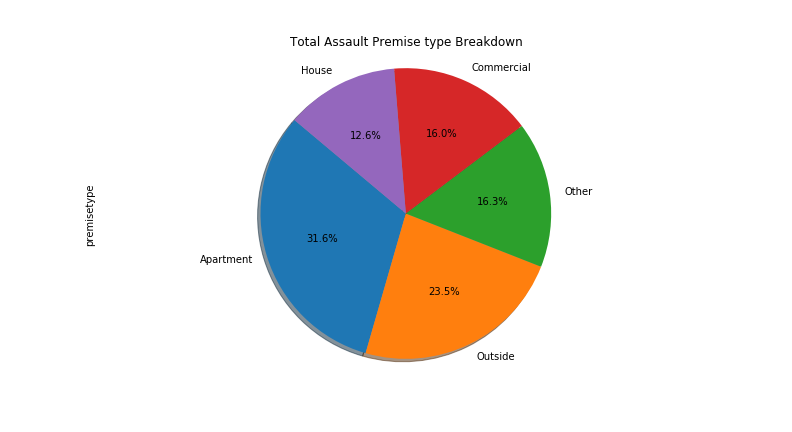 Total Assault Premise type Breakdown
House
Commercial
12.6%
16.0%
Other
premisetype
16.3%
31.6%
Apartment
23.5%
Outside